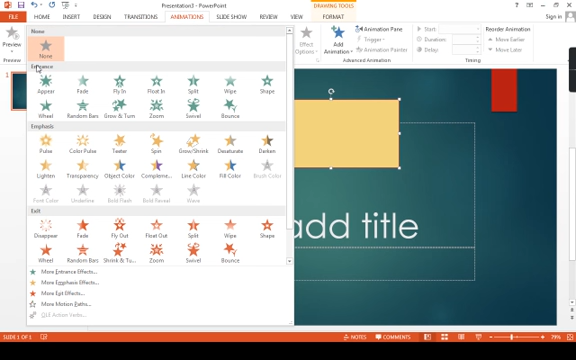 Presentation3 - PowerPoint
DRAWING TOOLS
FILE HOME INSERT DESIGN TRANSITIONS ANIMATIONS SLIDE SHOW REVIEW VIEW FORMAT Sign in
Preview
Preview
None
None
Entrance
Appear Fade Fly In Float In Split Wipe Shape
Wheel Random Bars Grow & Turn Zoom Swivel Bounce
Emphasis
Pulse Color Pulse Teeter Spin Grow/Shrink Desaturate Darken
Lighten Transparency Object Color Compleme... Line Color Fill Color Brush Color
Font Color Underline Bold Flash Bold Reveal Wave
Exit
Disappear Fade Fly Out Float Out Split Wipe Shape
Wheel Random Bars Shrink & Tu... Zoom Swivel Bounce
More Entrance Effects...
More Emphasis Effects...
More Exit Effects...
More Motion Paths...
OLE Action Verbs...
Effect Options
Add Animation
Animation Pane
Trigger
Animation Painter
Advanced Animation
Start:
Duration:
Delay:
Timing
Reorder Animation
Move Earlier
Move Later
1
add title
SLIDE 1 OF 1 NOTES COMMENTS 79%